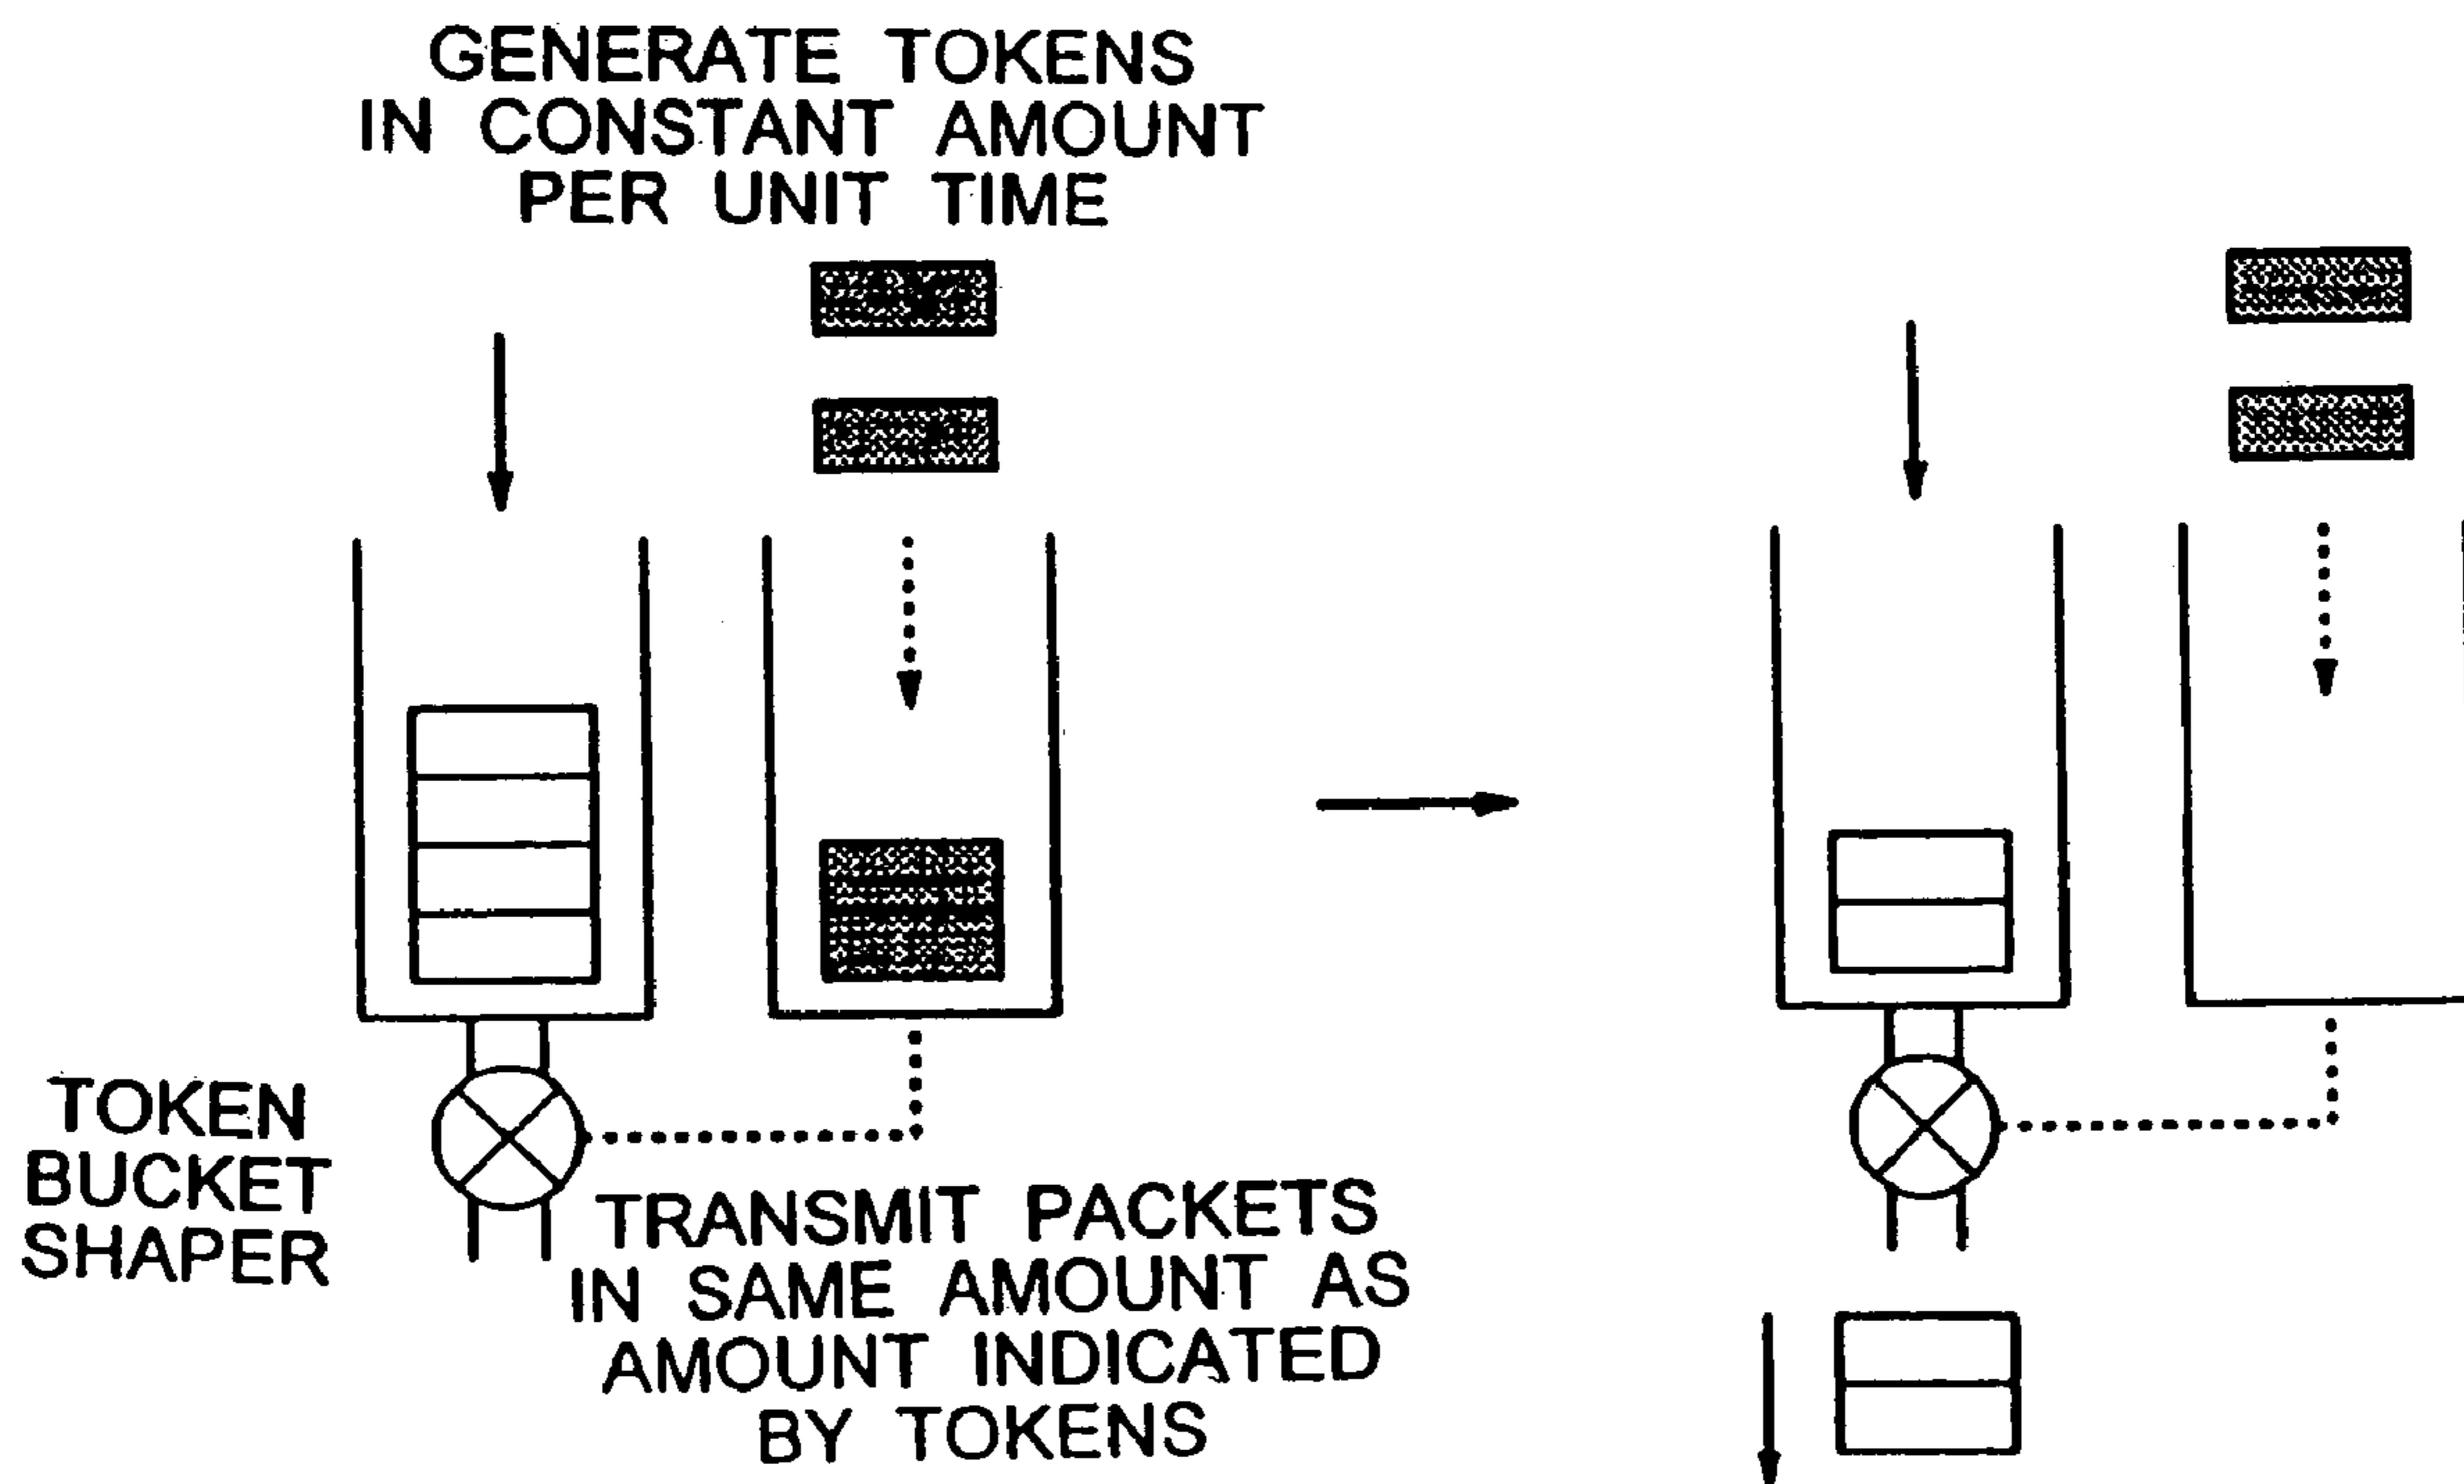 GENERATE TOKENS
IN CONSTANT AMOUNT
PER UNIT TIME
TOKEN
BUCKET
SHAPER
TRANSMIT PACKETS
IN SAME AMOUNT AS
AMOUNT INDICATED
BY TOKENS